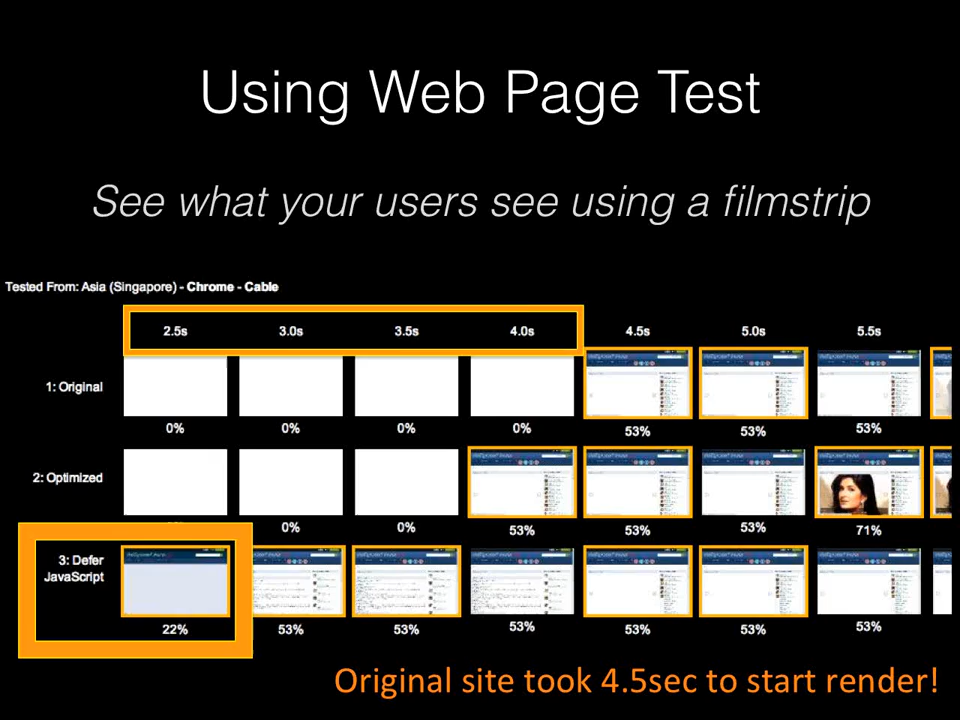 Using Web Page Test
See what your users see using a filmstrip
Tested From: Asia (Singapore) - Chrome - Cable
2.5s 3.0s 3.5s 4.0s 4.5s 5.0s 5.5s
1: Original
0% 0% 0% 0% 53% 53% 53%
2: Optimized
0% 0% 53% 53% 53% 71%
3: Defer
JavaScript
22% 53% 53% 53% 53% 53% 53%
Original site took 4.5sec to start render!